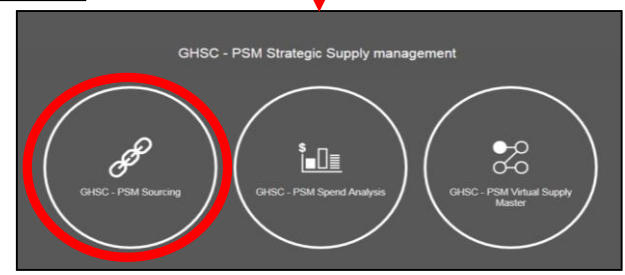 GHSC - PSM Strategic Supply management
$
GHSC - PSM Sourcing
GHSC - PSM Spend Analysis
GHSC - PSM Virtual Supply
Master